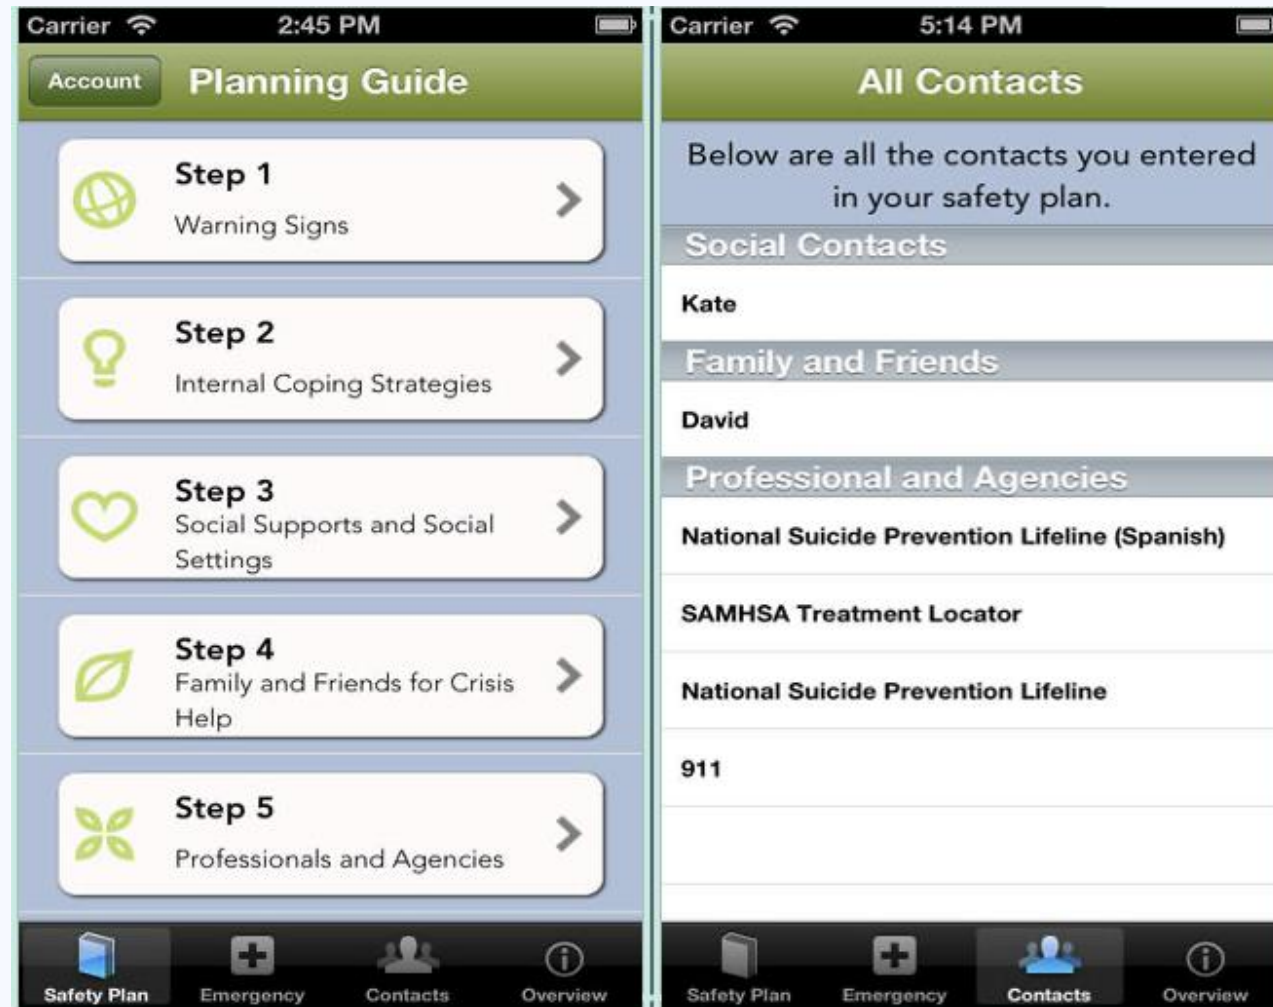 Carrier 2:45 PM
Account Planning Guide
Step 1
Warning Signs
Step 2
Internal Coping Strategies
Step 3
Social Supports and Social
Settings
Step 4
Family and Friends for Crisis
Help
Step 5
Professionals and Agencies
Safety Plan Emergency Contacts Overview
Carrier 5:14 PM
All Contacts
Below are all the contacts you entered
in your safety plan.
Social Contacts
Kate
Family and Friends
David
Professional and Agencies
National Suicide Prevention Lifeline (Spanish)
SAMHSA Treatment Locator
National Suicide Prevention Lifeline
911
Safety Plan Emergency Contacts Overview